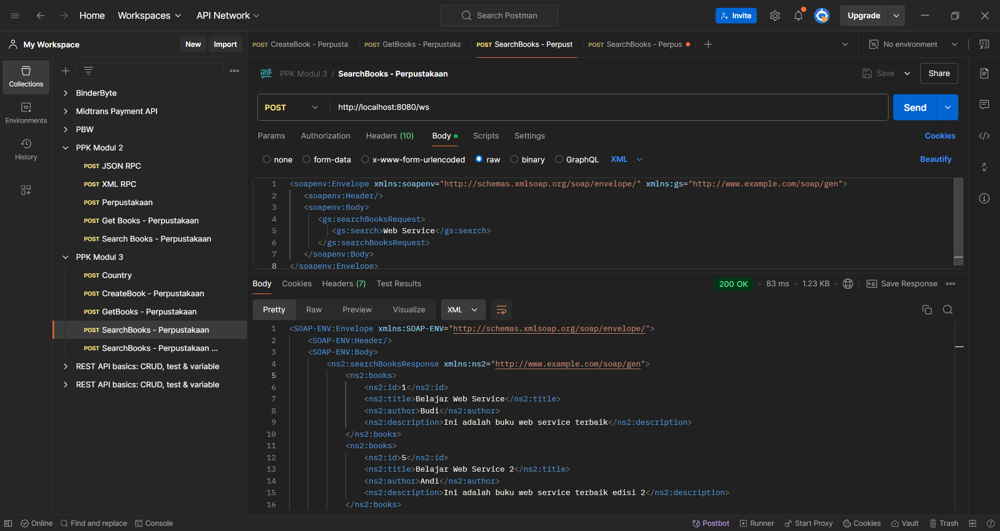 Home Workspaces API Network Search Postman Invite Upgrade
My Workspace New Import
POST CreateBook - Perpusta POST GetBooks - Perpustaka POST SearchBooks - Perpust POST SearchBooks - Perpus No environment
Collections
Environments
History
BinderByte
Midtrans Payment API
PBW
PPK Modul 2
POST JSON RPC
POST XML RPC
POST Perpustakaan
POST Get Books - Perpustakaan
POST Search Books - Perpustakaan
PPK Modul 3
POST Country
POST CreateBook - Perpustakaan
POST GetBooks - Perpustakaan
POST SearchBooks - Perpustakaan
POST SearchBooks - Perpustakaan ...
REST API basics: CRUD, test & variable
REST API basics: CRUD, test & variable
HTTP PPK Modul 3 / SearchBooks - Perpustakaan Save Share
POST http://localhost:8080/ws Send
Params Authorization Headers (10) Body Scripts Settings Cookies
none form-data x-www-form-urlencoded raw binary GraphQL XML Beautify
1 <soapenv:Envelope xmlns:soapenv="http://schemas.xmlsoap.org/soap/envelope/" xmlns:gs="http://www.example.com/soap/gen">
2 <soapenv:Header/>
3 <soapenv:Body>
4 <gs:searchBooksRequest>
5 <gs:search>Web Service</gs:search>
6 </gs:searchBooksRequest>
7 </soapenv:Body>
8 </soapenv:Envelope>
Body Cookies Headers (7) Test Results 200 OK 83 ms 1.23 KB e.g. Save Response
Pretty Raw Preview Visualize XML
1 <SOAP-ENV:Envelope xmlns:SOAP-ENV="http://schemas.xmlsoap.org/soap/envelope/">
2 <SOAP-ENV:Header/>
3 <SOAP-ENV:Body>
4 <ns2:searchBooksResponse xmlns:ns2="http://www.example.com/soap/gen">
5 <ns2:books>
6 <ns2:id>1</ns2:id>
7 <ns2:title>Belajar Web Service</ns2:title>
8 <ns2:author>Budi</ns2:author>
9 <ns2:description>Ini adalah buku web service terbaik</ns2:description>
10 </ns2:books>
11 <ns2:books>
12 <ns2:id>5</ns2:id>
13 <ns2:title>Belajar Web Service 2</ns2:title>
14 <ns2:author>Andi</ns2:author>
15 <ns2:description>Ini adalah buku web service terbaik edisi 2</ns2:description>
16 </ns2:books>
Online Find and replace Console Postbot Runner Start Proxy Cookies Vault Trash